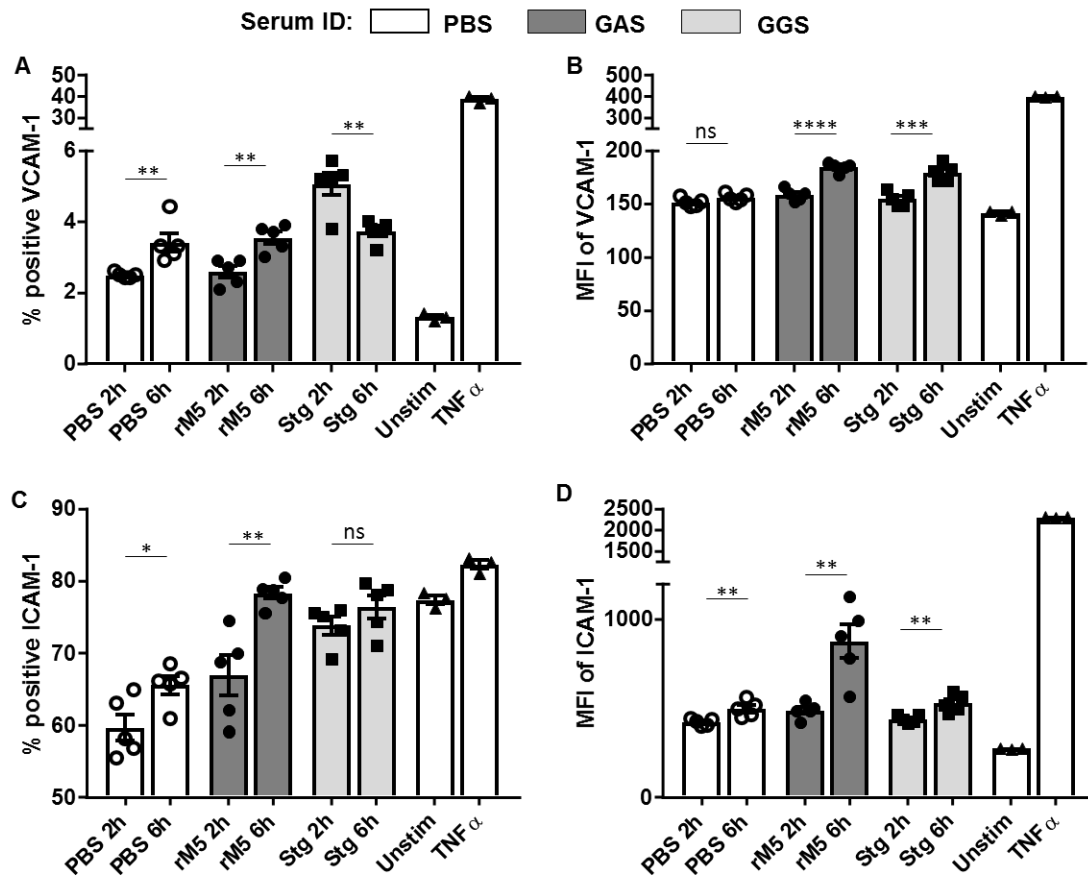 Serum ID: PBS GAS GGS
A
% positive VCAM-1
50
40
30
6
4
2
0
** ** **
PBS 2h PBS 6h rM5 2h rM5 6h Stg 2h Stg 6h Unstim TNFα
B
MFI of VCAM-1
500
400
300
200
150
100
50
0
ns **** ***
PBS 2h PBS 6h rM5 2h rM5 6h Stg 2h Stg 6h Unstim TNFα
C
% positive ICAM-1
90
80
70
60
50
* ** ns
PBS 2h PBS 6h rM5 2h rM5 6h Stg 2h Stg 6h Unstim TNFα
D
MFI of ICAM-1
2500
2000
1500
1000
0
** ** **
PBS 2h PBS 6h rM5 2h rM5 6h Stg 2h Stg 6h Unstim TNFα